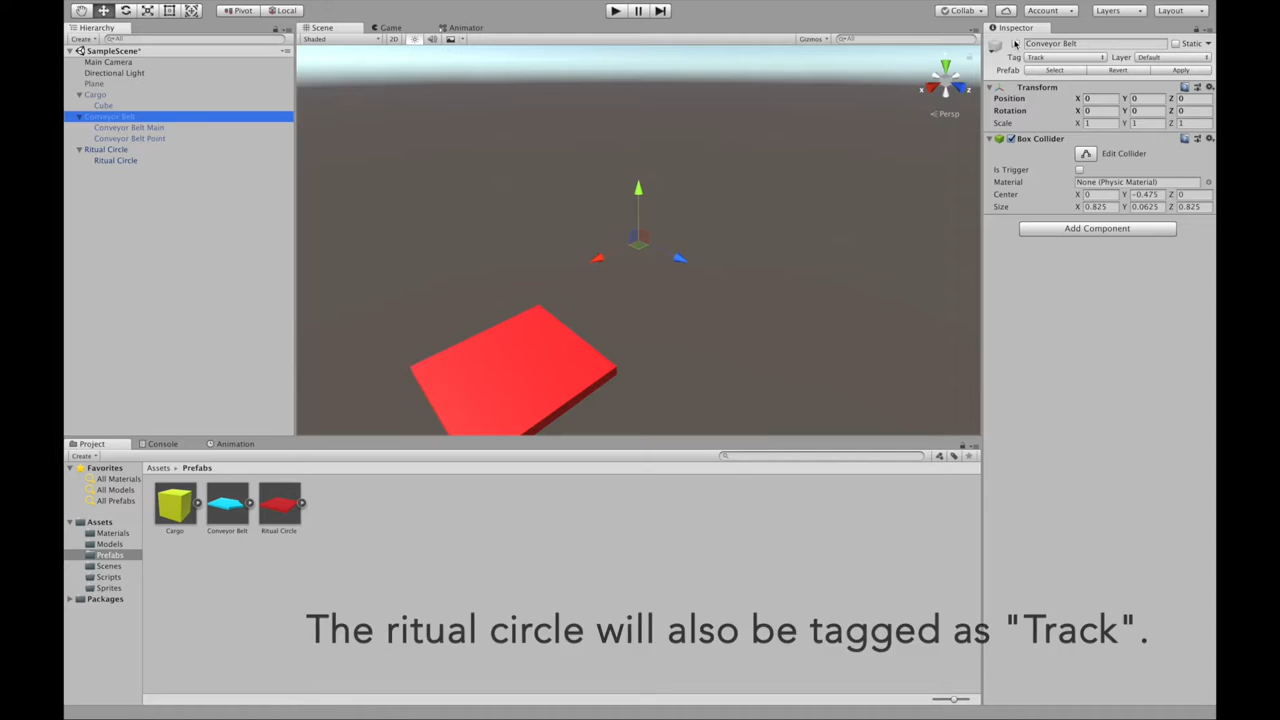 Pivot
Local
Collab
Account
Layers
Layout
Hierarchy
Create
All
SampleScene*
Main Camera
Directional Light
Plane
Cargo
Cube
Conveyor Belt
Conveyor Belt Main
Conveyor Belt Point
Ritual Circle
Ritual Circle
Scene
Game
Animator
Shaded
2D
Gizmos
All
x
z
Persp
Inspector
Conveyor Belt
Static
Tag Track
Layer Default
Prefab Select Revert Apply
Transform
Position X 0 Y 0 Z 0
Rotation X 0 Y 0 Z 0
Scale X 1 Y 1 Z 1
Box Collider
Edit Collider
Is Trigger
Material None (Physic Material)
Center X 0 Y -0.475 Z 0
Size X 0.825 Y 0.0625 Z 0.825
Add Component
Project
Console
Animation
Create
Favorites
All Materials
All Models
All Prefabs
Assets
Materials
Models
Prefabs
Scenes
Scripts
Sprites
Packages
Assets
Prefabs
Cargo
Conveyor Belt
Ritual Circle
The ritual circle will also be tagged as "Track".